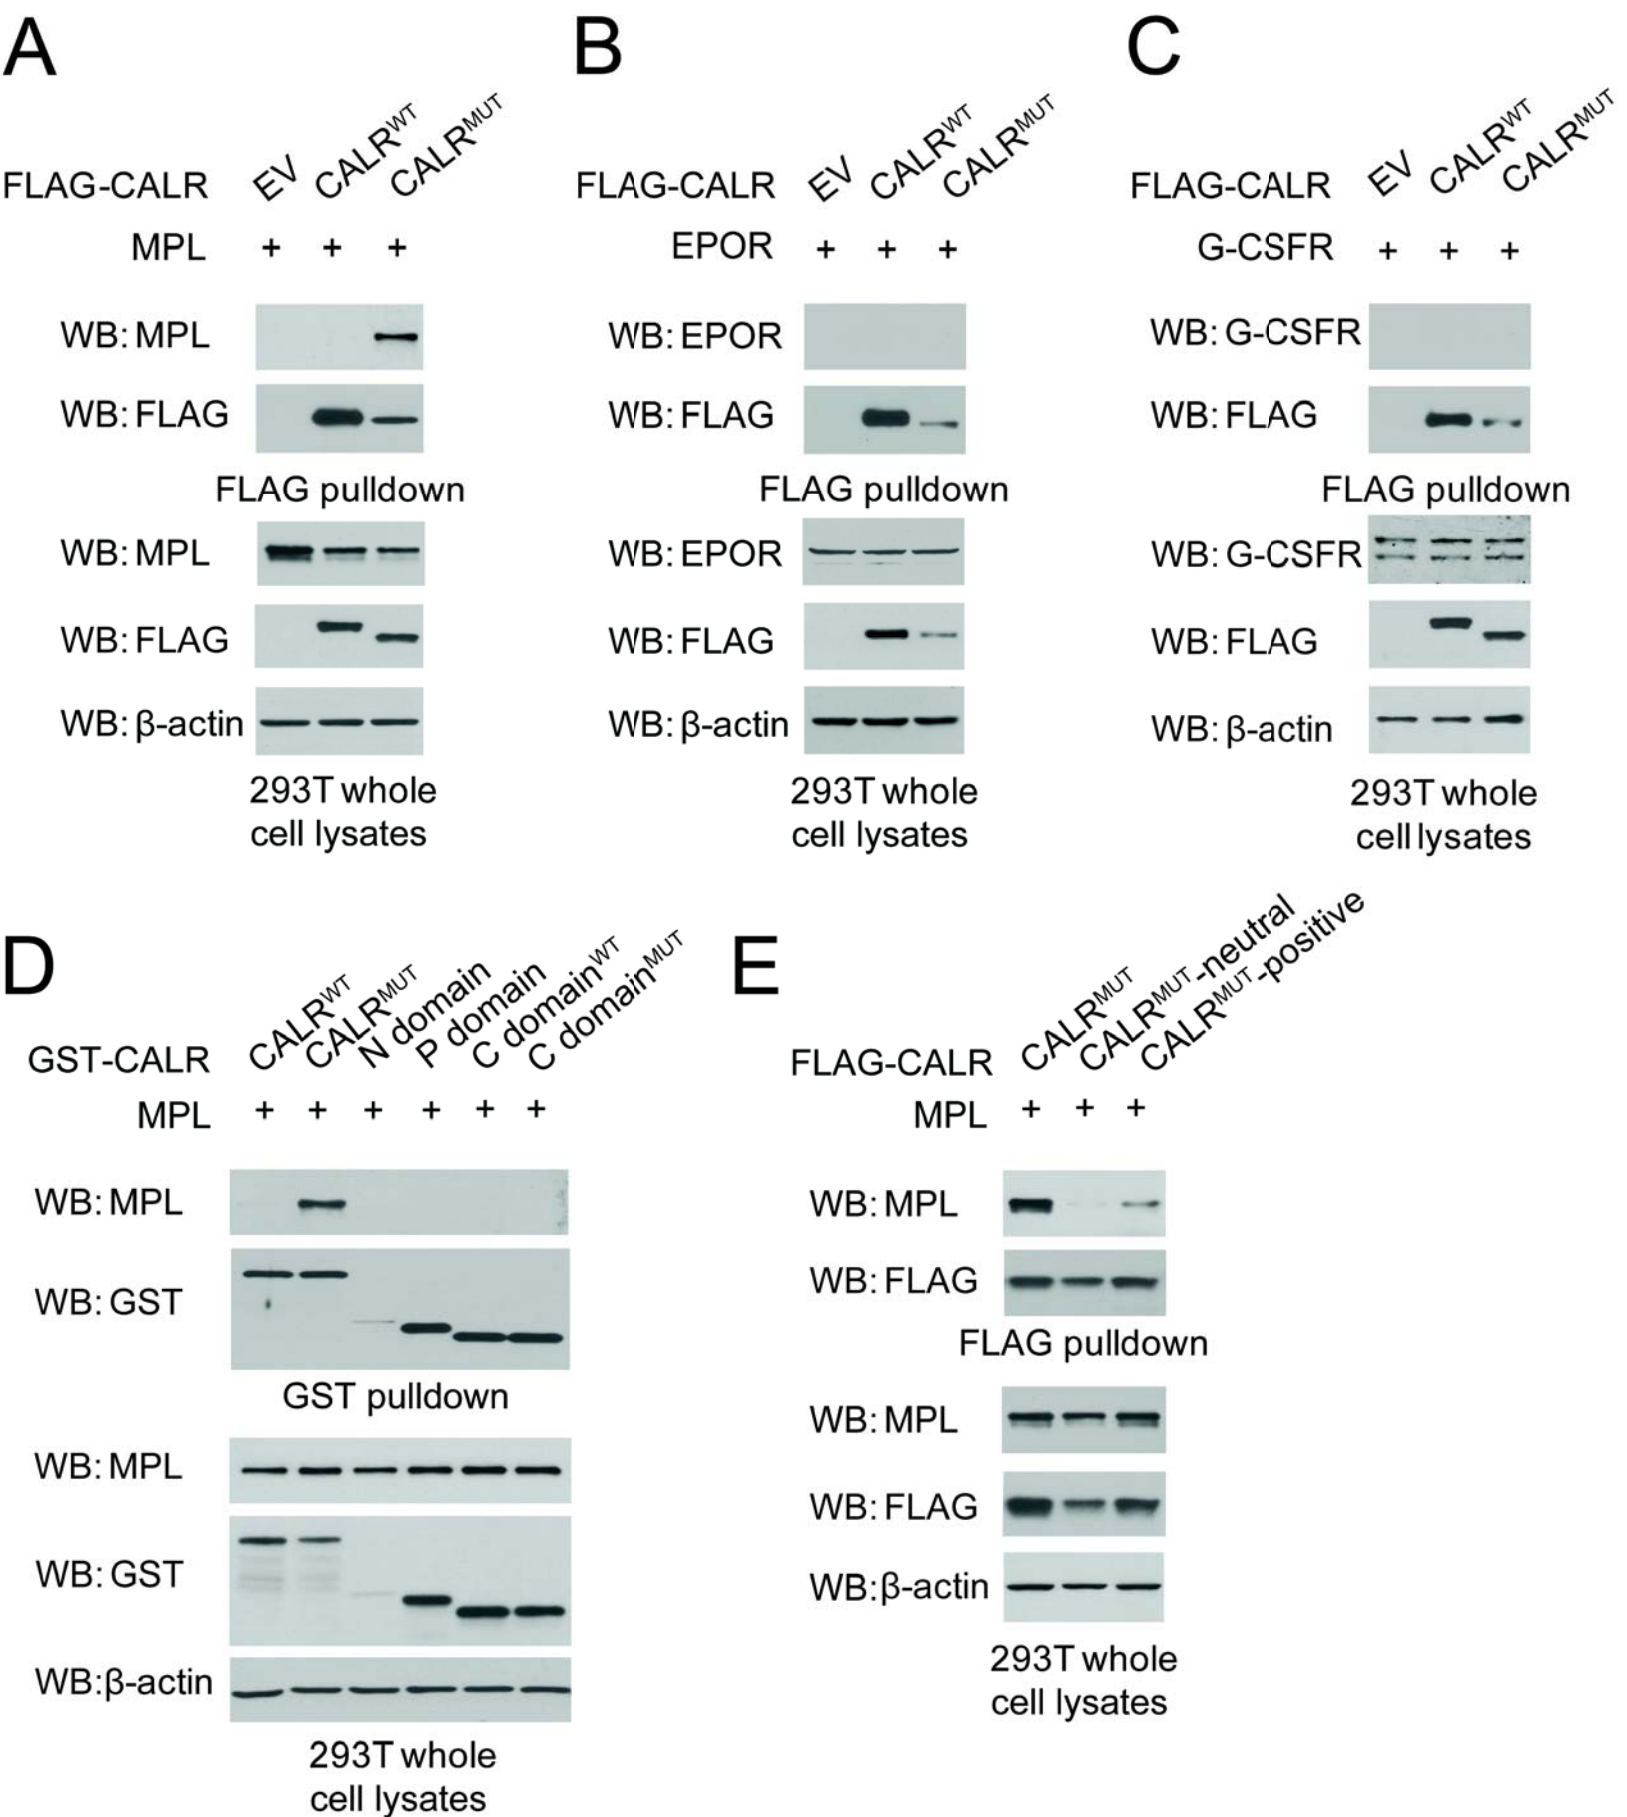 A
FLAG-CALR EV CALRWT CALRMUT
MPL + + +
WB: MPL
WB: FLAG
FLAG pulldown
WB: MPL
WB: FLAG
WB: β-actin
293T whole
cell lysates
B
FLAG-CALR EV CALRWT CALRMUT
EPOR + + +
WB: EPOR
WB: FLAG
FLAG pulldown
WB: EPOR
WB: FLAG
WB: β-actin
293T whole
cell lysates
C
FLAG-CALR EV CALRWT CALRMUT
G-CSFR + + +
WB: G-CSFR
WB: FLAG
FLAG pulldown
WB: G-CSFR
WB: FLAG
WB: β-actin
293T whole
cell lysates
D
GST-CALR CALRWT CALRMUT N domain P domain C domainWT C domainMUT
MPL + + + + + +
WB: MPL
WB: GST
GST pulldown
WB: MPL
WB: GST
WB:β-actin
293T whole
cell lysates
E
FLAG-CALR CALRMUT CALRMUT-neutral CALRMUT-positive
MPL + + +
WB: MPL
WB: FLAG
FLAG pulldown
WB: MPL
WB: FLAG
WB:β-actin
293T whole
cell lysates